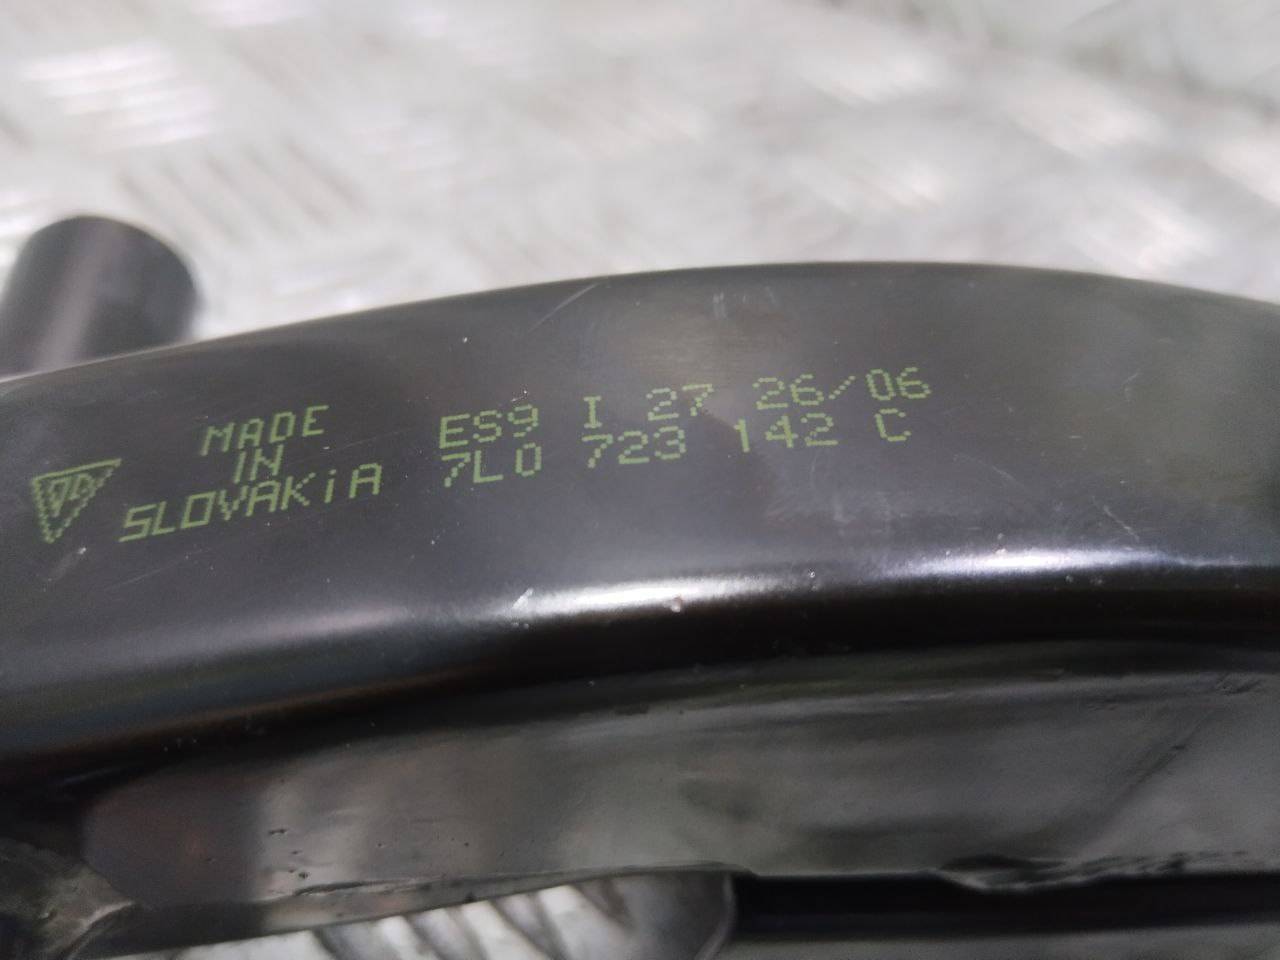 MADE
IN
SLOVAKiA
ES9 I 27 26/06
7L0 723 142 C